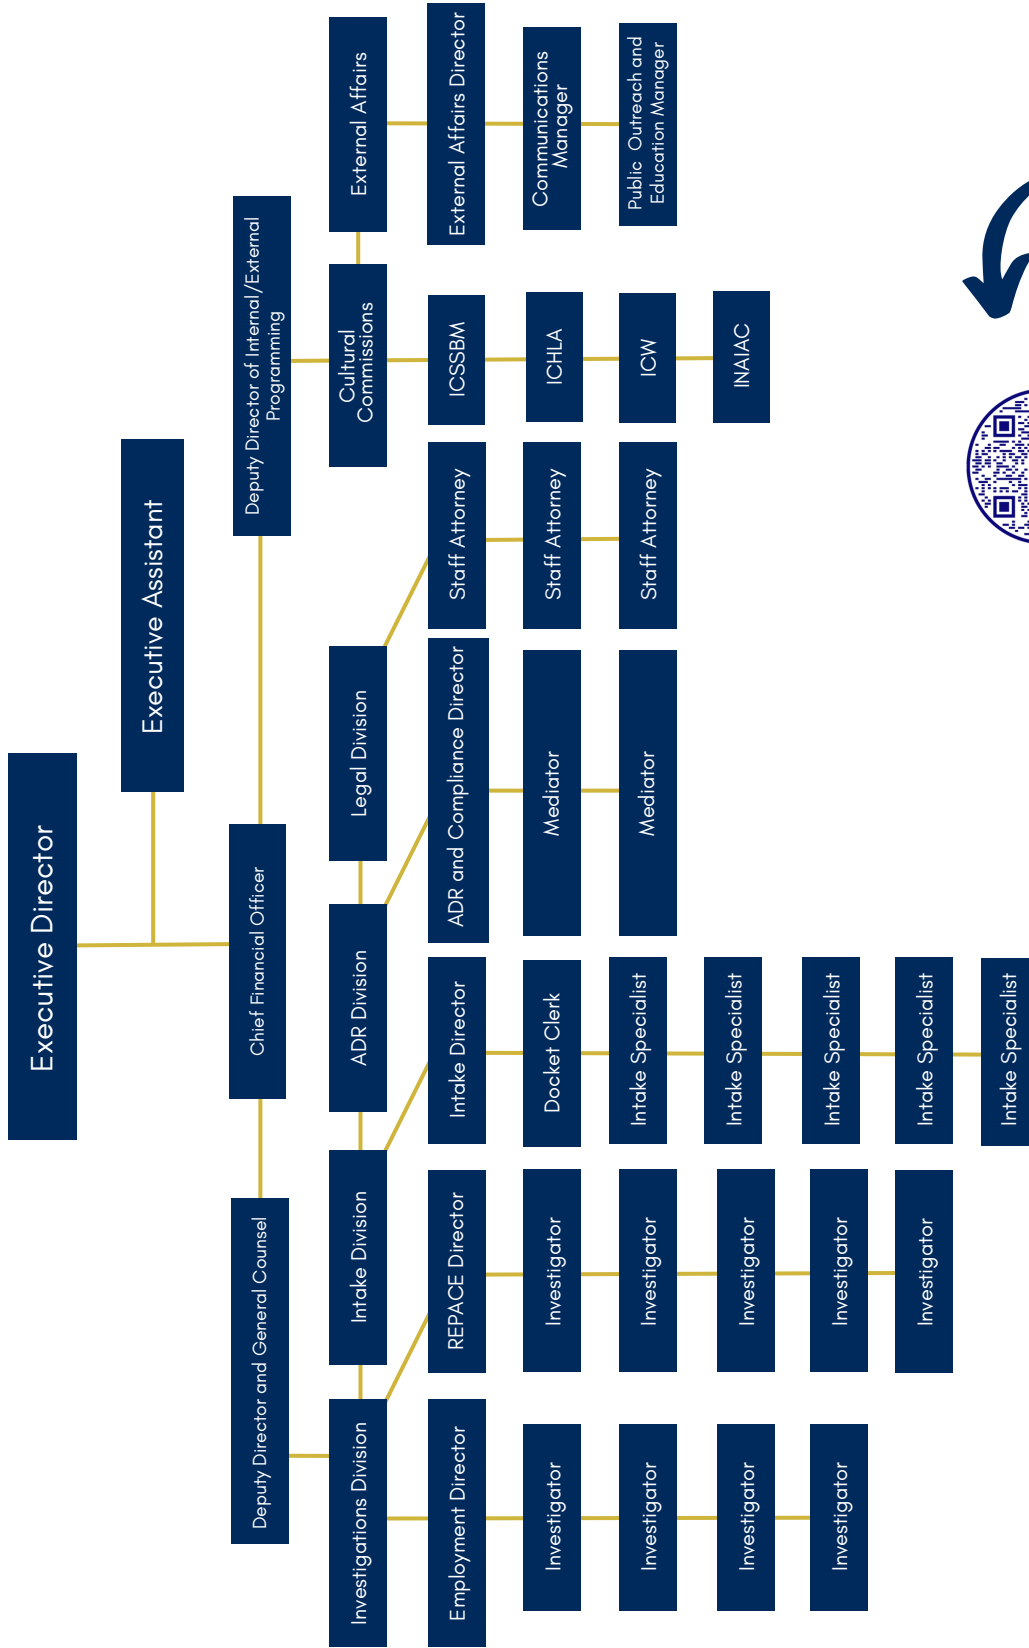 Executive Director
Executive Assistant
Deputy Director and General Counsel
Chief Financial Officer
Deputy Director of Internal/External
Programming
Investigations Division
Intake Division
ADR Division
Legal Division
Cultural
Commissions
External Affairs
Employment Director
REPACE Director
Intake Director
ADR and Compliance Director
Staff Attorney
ICSSBM
External Affairs Director
Investigator
Investigator
Docket Clerk
Mediator
Staff Attorney
ICHLA
Communications
Manager
Investigator
Investigator
Intake Specialist
Mediator
Staff Attorney
ICW
Public Outreach and
Education Manager
Investigator
Investigator
Intake Specialist
INAIAC
Investigator
Investigator
Intake Specialist
Investigator
Intake Specialist
Intake Specialist